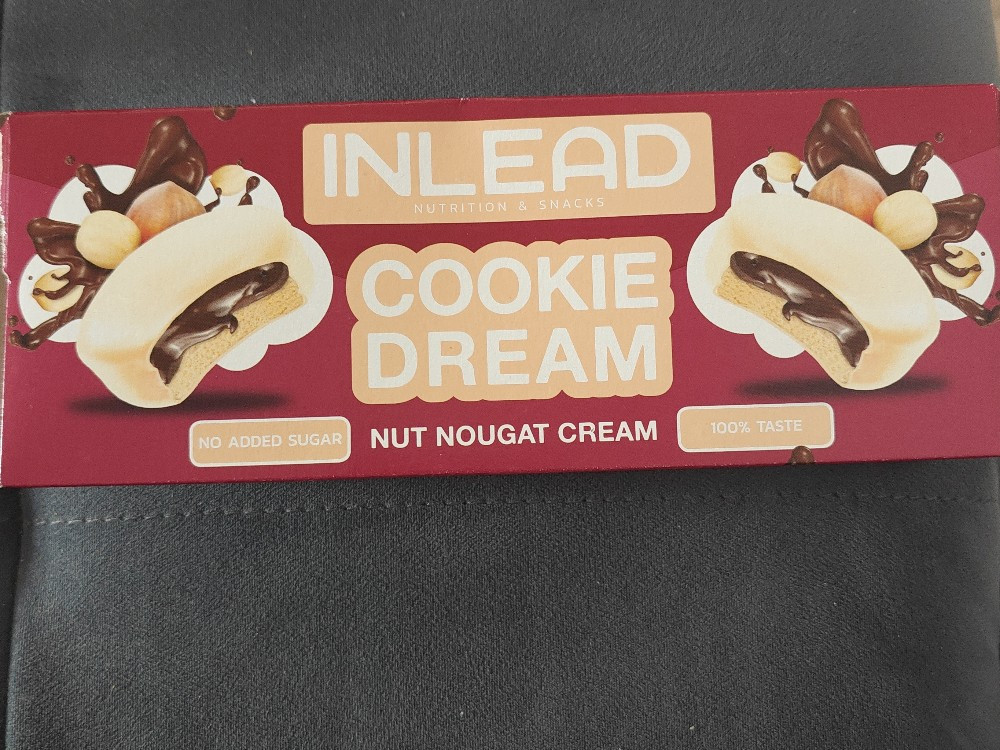 INLEAD
NUTRITION & SNACKS
COOKIE
DREAM
NO ADDED SUGAR
NUT NOUGAT CREAM
100% TASTE